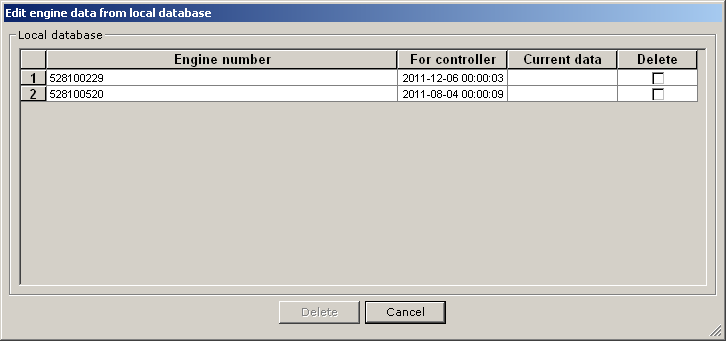 Edit engine data from local database
Local database
Engine number For controller Current data Delete
1 528100229 2011-12-06 00:00:03
2 528100520 2011-08-04 00:00:09
Delete Cancel